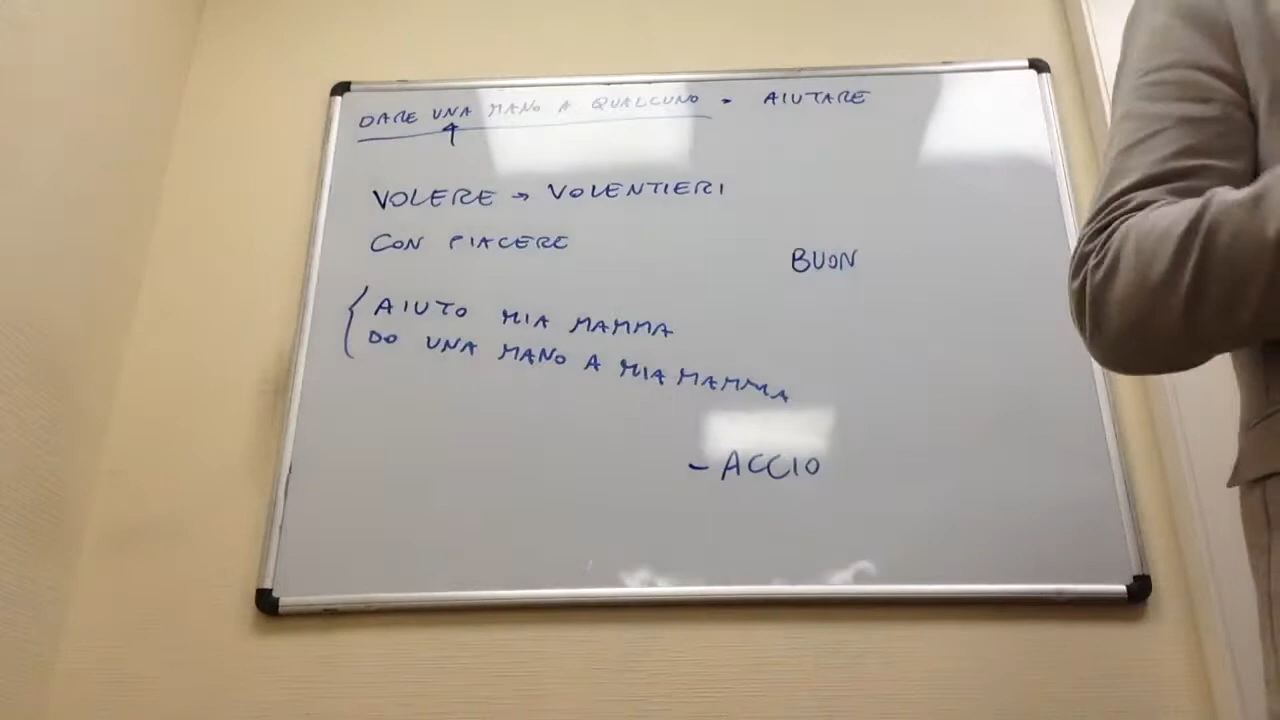 DARE UNA MANO A QUALCUNO = AIUTARE
VOLERE → VOLENTIERI
CON PIACERE
BUON
AIUTO MIA MAMMA
DO UNA MANO A MIA MAMMA
- ACCIO